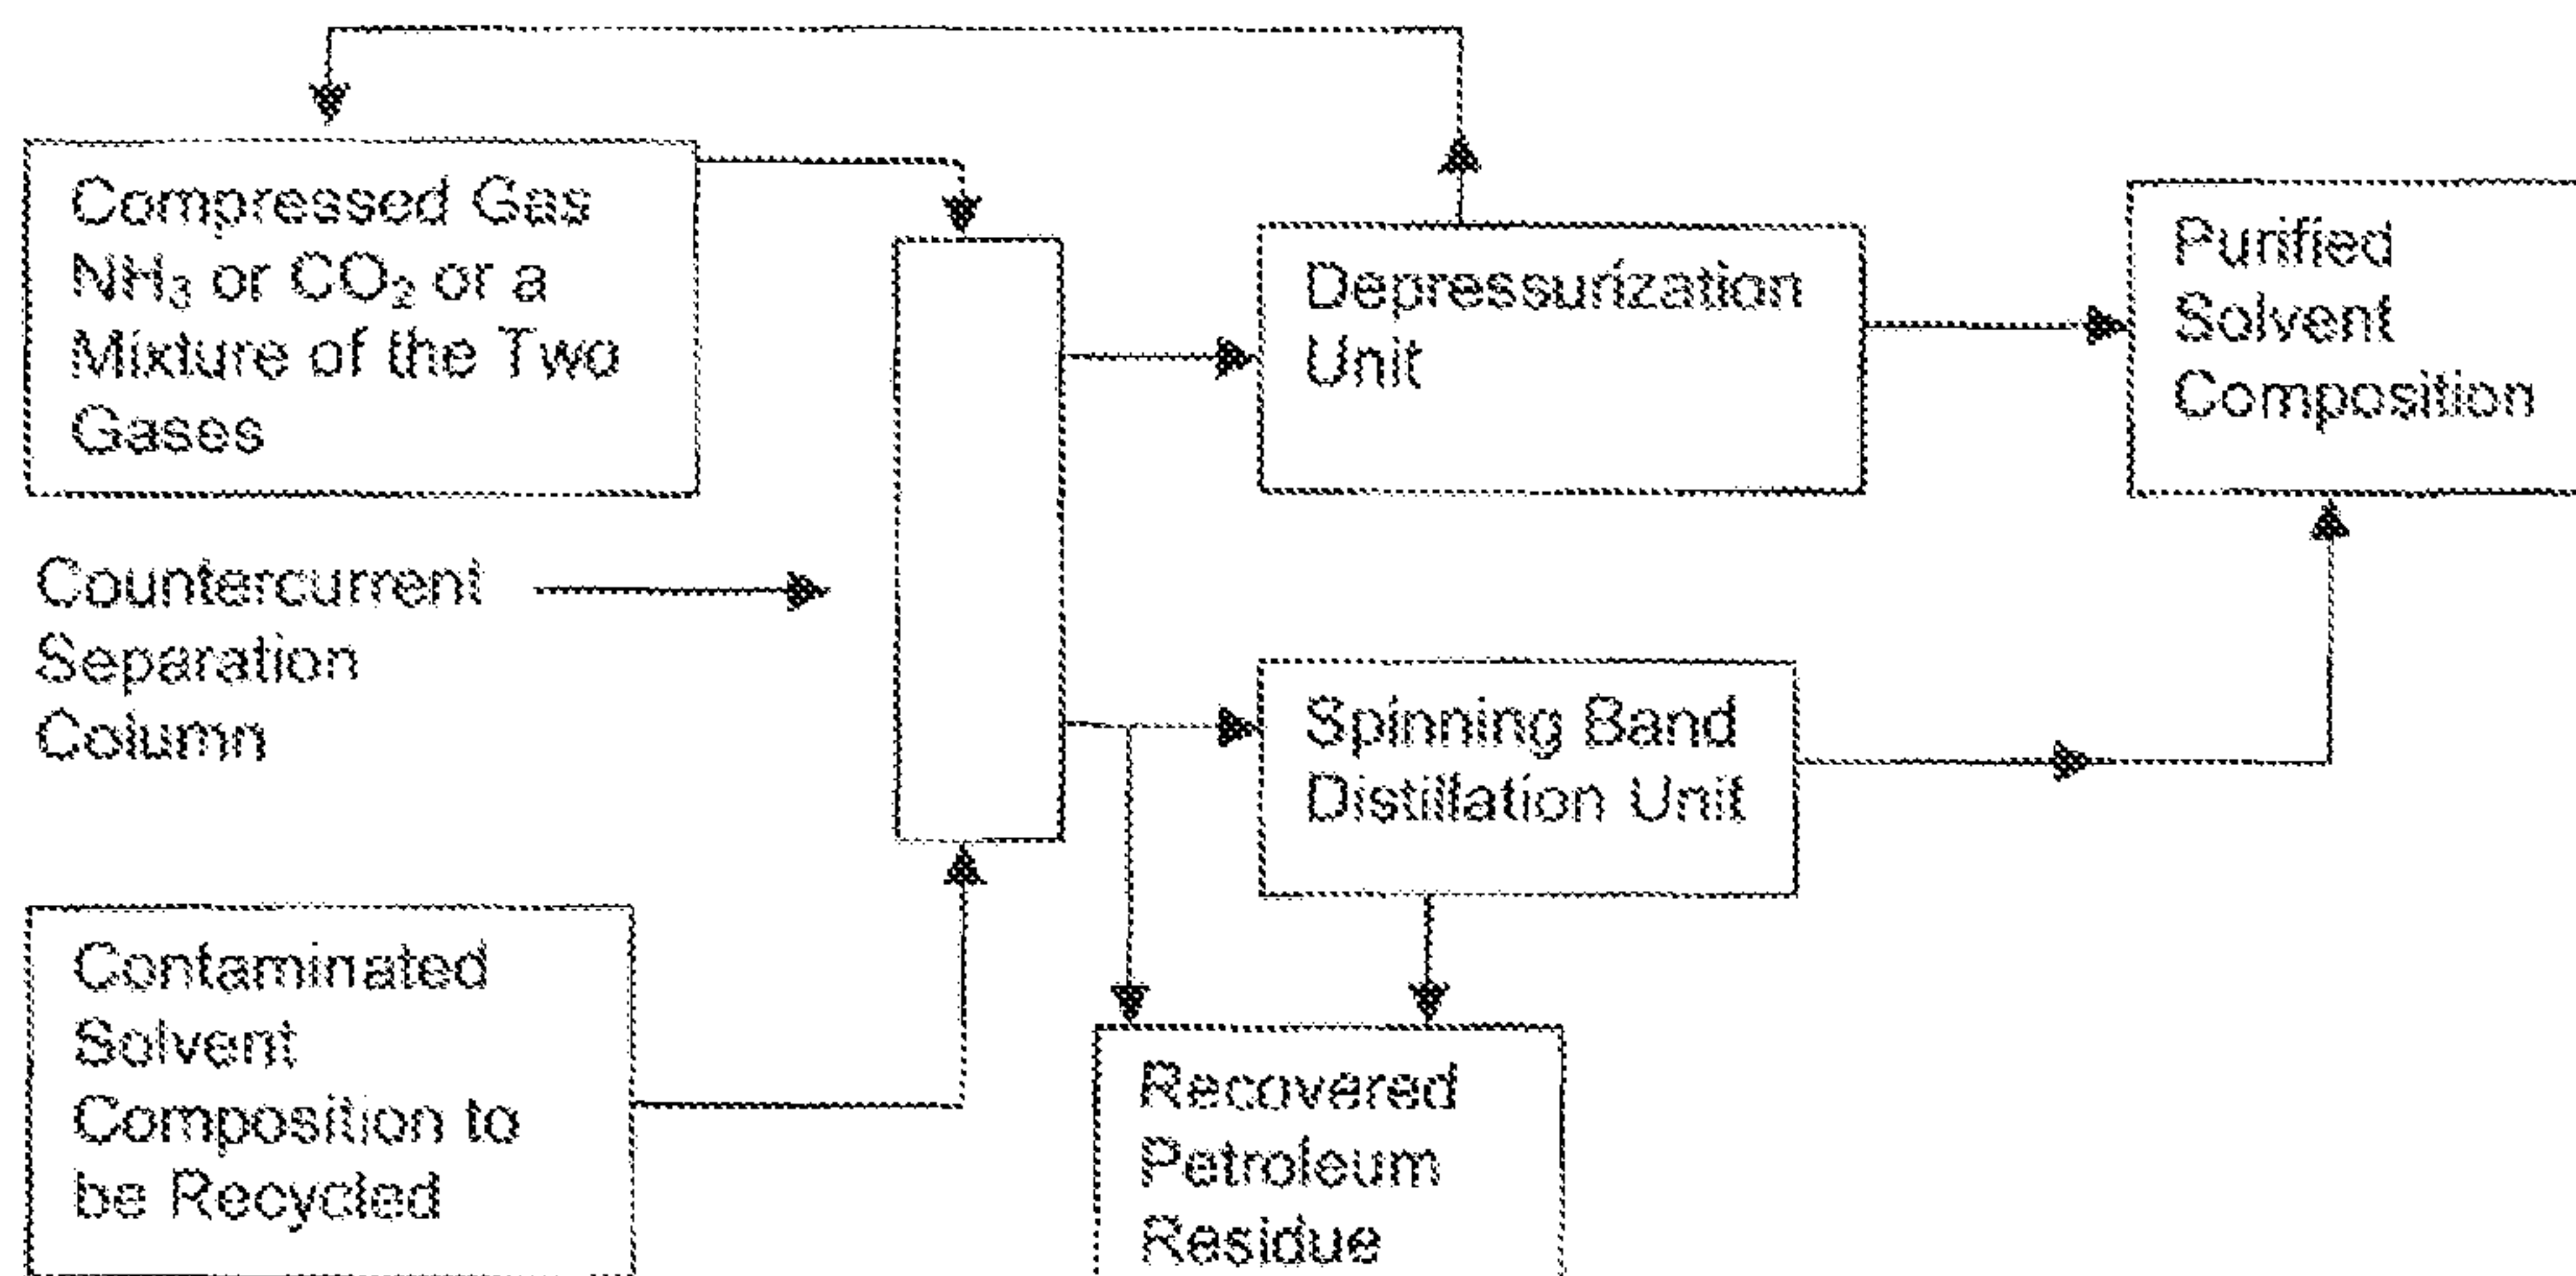 Compressed Gas
NH₃ or CO₂ or a
Mixture of the Two
Gases
Depressurization
Unit
Purified
Solvent
Composition
Countercurrent
Separation
Column
Spinning Band
Distillation Unit
Contaminated
Solvent
Composition to
be Recycled
Recovered
Petroleum
Residue